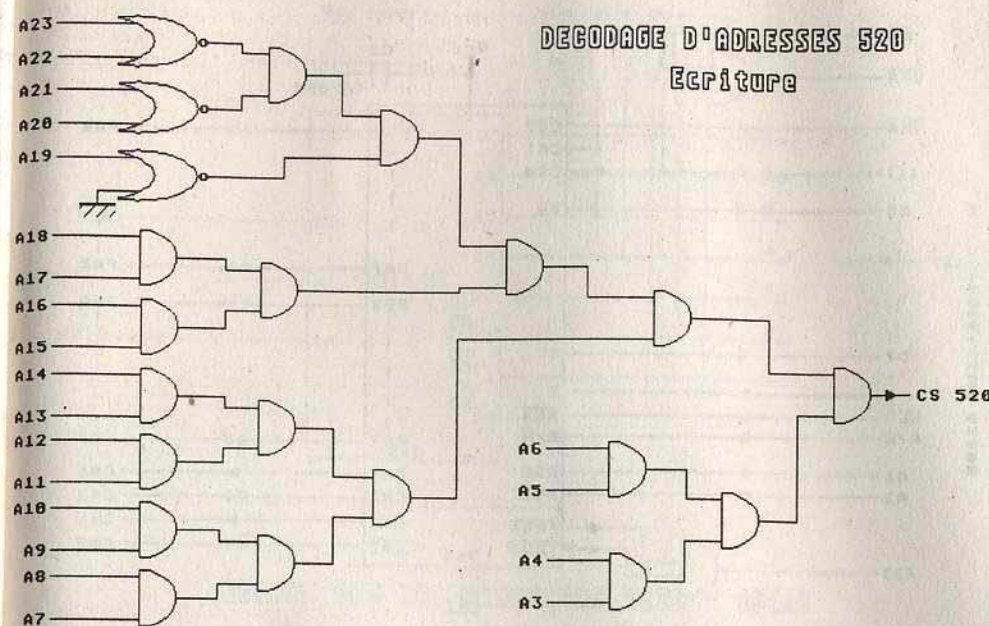 DECODAGE D'ADRESSES 520
Ecriture
A23
A22
A21
A20
A19
A18
A17
A16
A15
A14
A13
A12
A11
A10
A9
A8
A7
A6
A5
A4
A3
CS 520